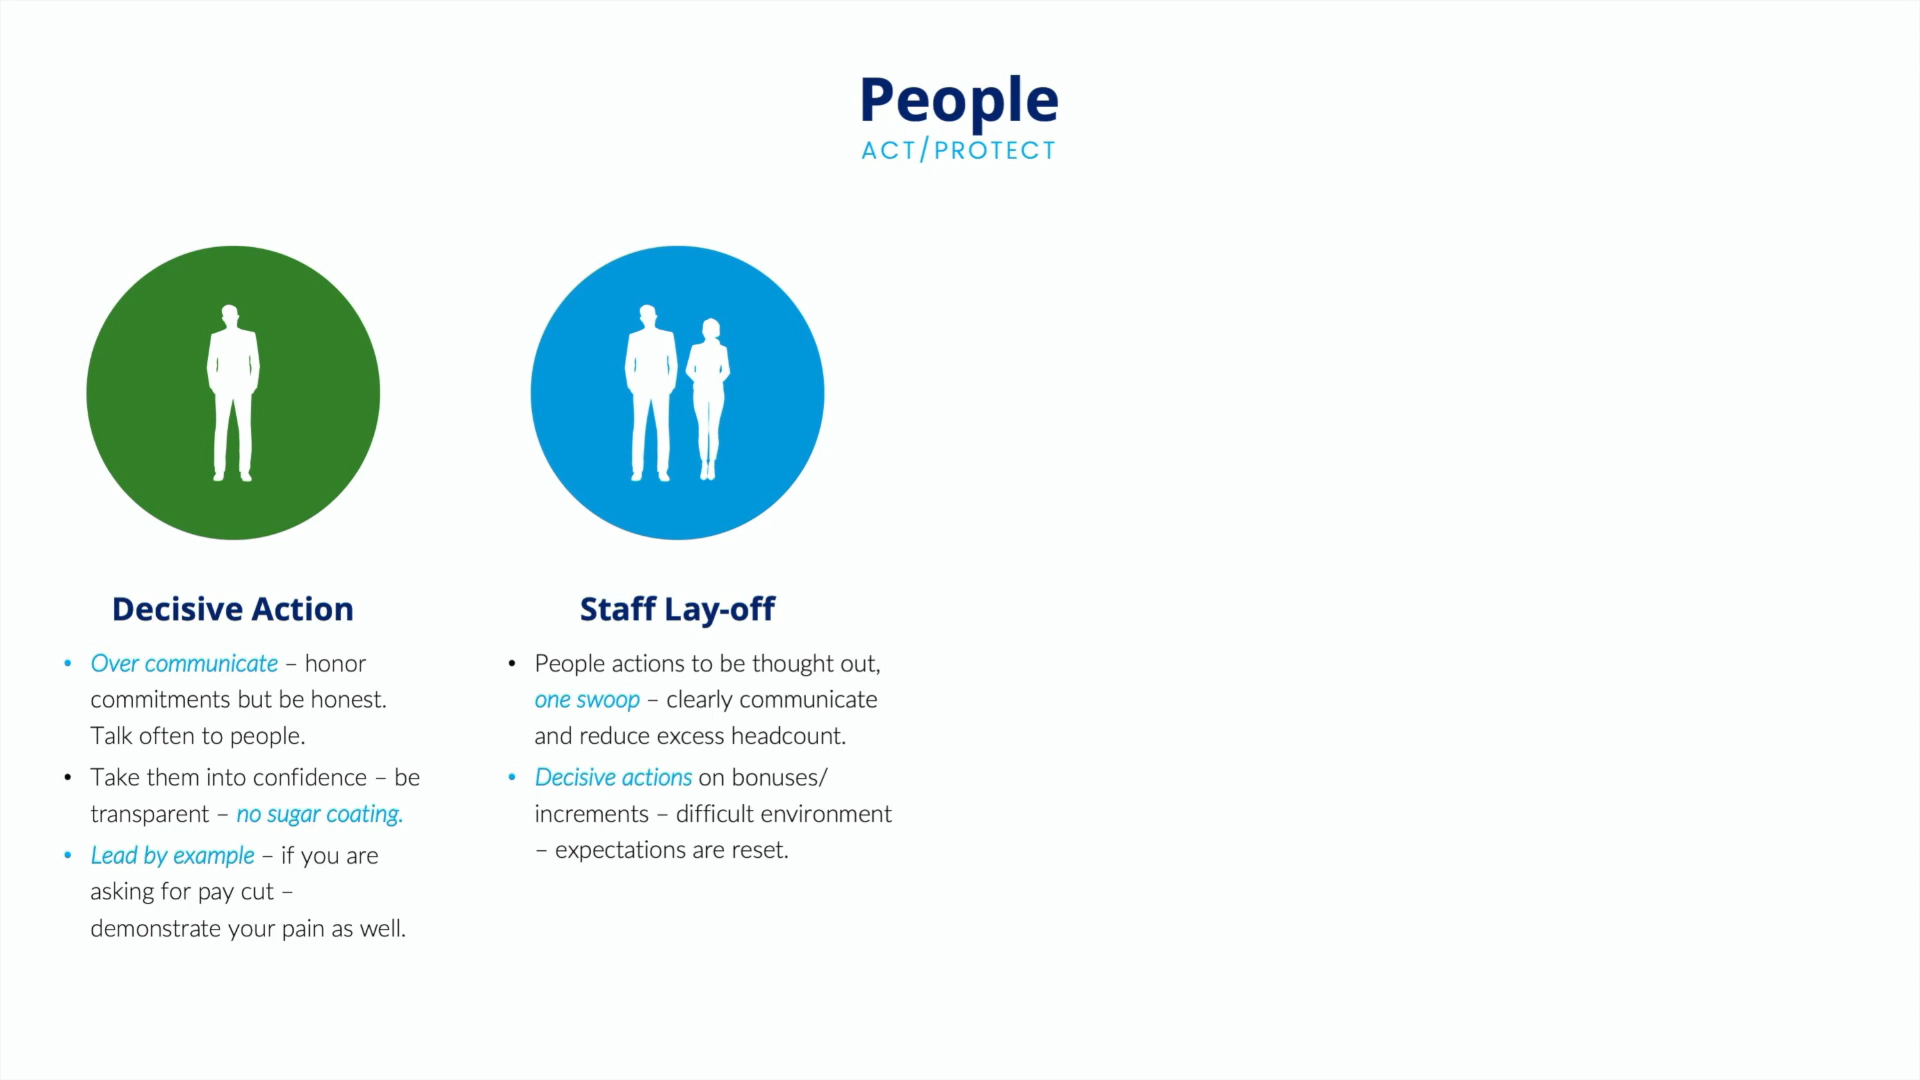 People
ACT/PROTECT
Decisive Action
• Over communicate – honor
commitments but be honest.
Talk often to people.
• Take them into confidence – be
transparent – no sugar coating.
• Lead by example – if you are
asking for pay cut –
demonstrate your pain as well.
Staff Lay-off
• People actions to be thought out,
one swoop – clearly communicate
and reduce excess headcount.
• Decisive actions on bonuses/
increments – difficult environment
– expectations are reset.